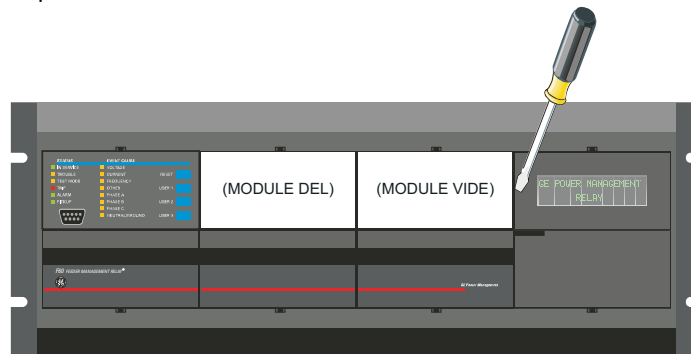 STATUS
EVENT CAUSE
IN SERVICE
VOLTAGE
TROUBLE
CURRENT
RESET
TEST MODE
FREQUENCY
TRIP
OTHER
USER 1
ALARM
PHASE A
PICKUP
PHASE B
USER 2
PHASE C
NEUTRAL/GROUND
USER 3
(MODULE DEL)
(MODULE VIDE)
GE POWER MANAGEMENT
RELAY
F60 FEEDER MANAGEMENT RELAY
GE Power Management